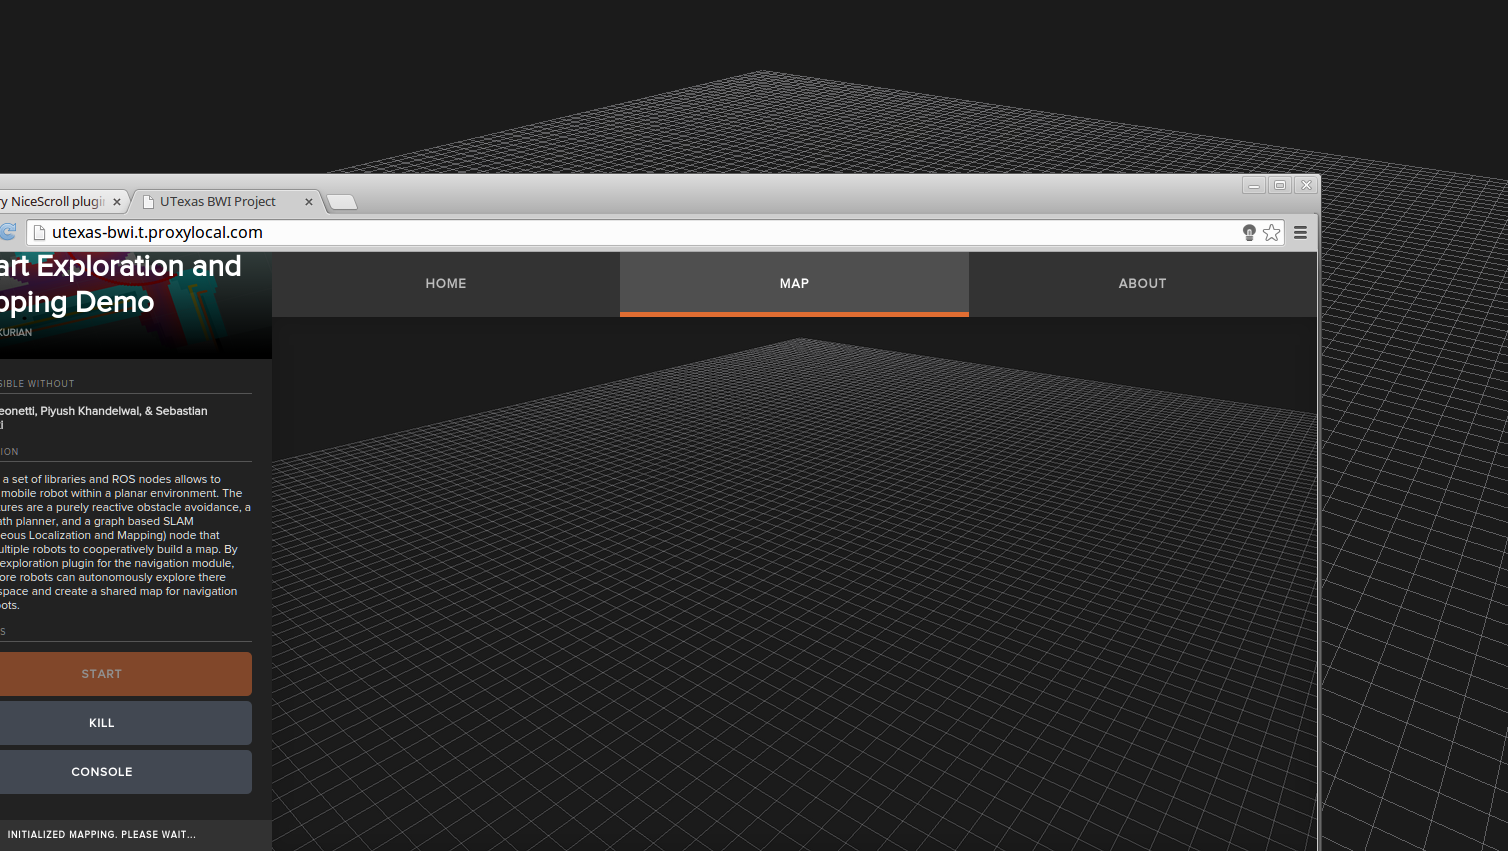 ry NiceScroll plugin
UTexas BWI Project
utexas-bwi.t.proxylocal.com
art Exploration and
pping Demo
KURIAN
HOME
MAP
ABOUT
SIBLE WITHOUT
eonetti, Piyush Khandelwal, & Sebastian
i
ION
a set of libraries and ROS nodes allows to
mobile robot within a planar environment. The
tures are a purely reactive obstacle avoidance, a
ath planner, and a graph based SLAM
eous Localization and Mapping) node that
ultiple robots to cooperatively build a map. By
exploration plugin for the navigation module,
ore robots can autonomously explore there
space and create a shared map for navigation
ots.
S
START
KILL
CONSOLE
INITIALIZED MAPPING. PLEASE WAIT...